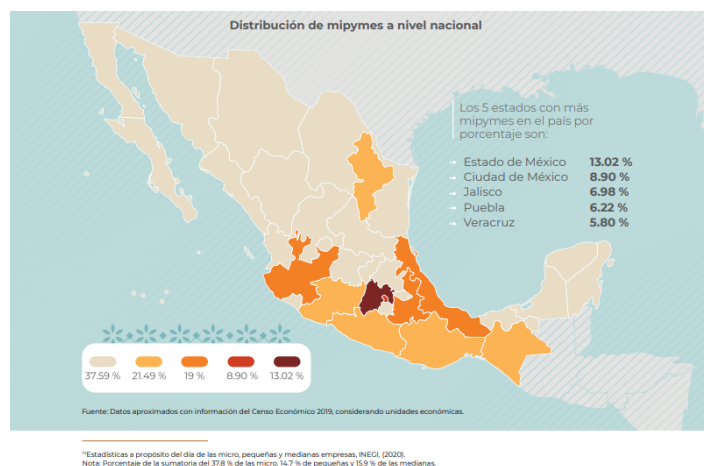 Distribución de mipymes a nivel nacional
Los 5 estados con más
mipymes en el país por
porcentaje son:
Estado de México 13.02 %
Ciudad de México 8.90 %
Jalisco 6.98 %
Puebla 6.22 %
Veracruz 5.80 %
37.59 % 21.49 % 19 % 8.90 % 13.02 %
Fuente: Datos aproximados con información del Censo Económico 2019, considerando unidades económicas.
Estadísticas a propósito del día de las micro, pequeñas y medianas empresas, INEGI, (2020).
Nota: Porcentaje de la sumatoria del 37.8 % de las micro, 14.7 % de pequeñas y 15.9 % de las medianas.